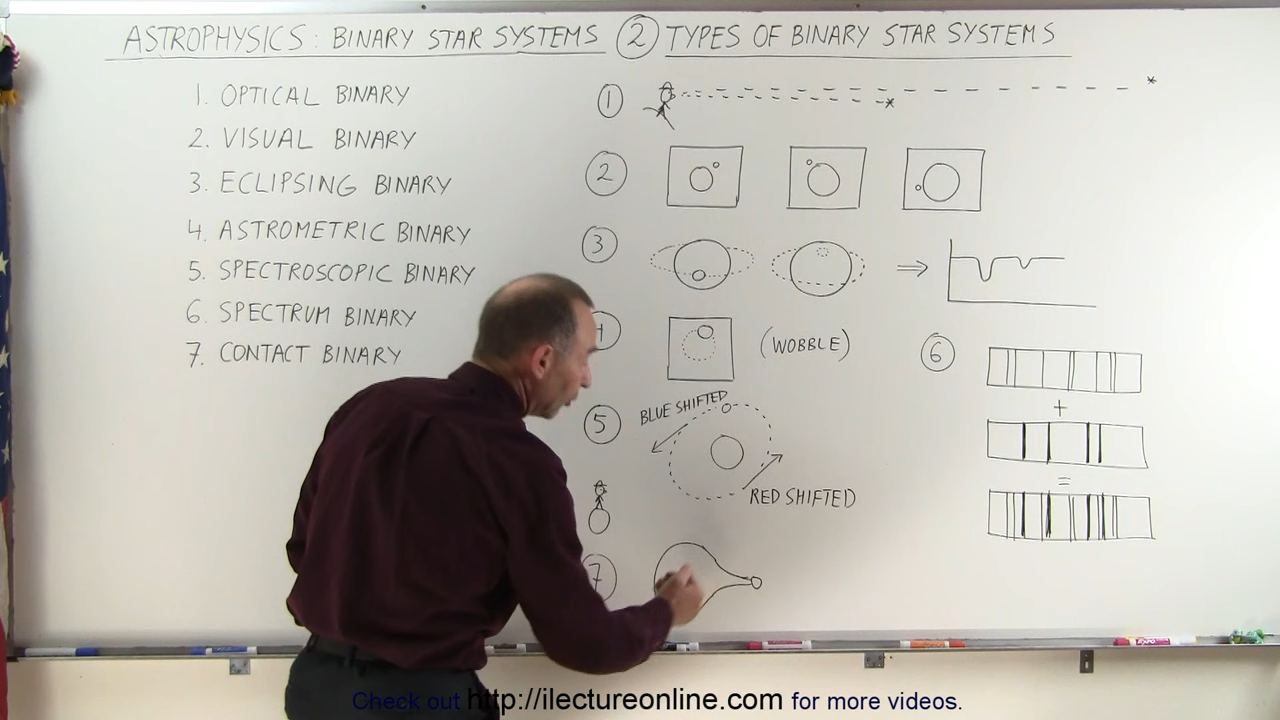 ASTROPHYSICS: BINARY STAR SYSTEMS ② TYPES OF BINARY STAR SYSTEMS
1. OPTICAL BINARY
2. VISUAL BINARY
3. ECLIPSING BINARY
4. ASTROMETRIC BINARY
5. SPECTROSCOPIC BINARY
6. SPECTRUM BINARY
7. CONTACT BINARY
①
②
③
4
(WOBBLE)
⑤
BLUE SHIFTED
RED SHIFTED
⑥
+
=
⑦
EXPO
Check out http://ilectureonline.com for more videos.